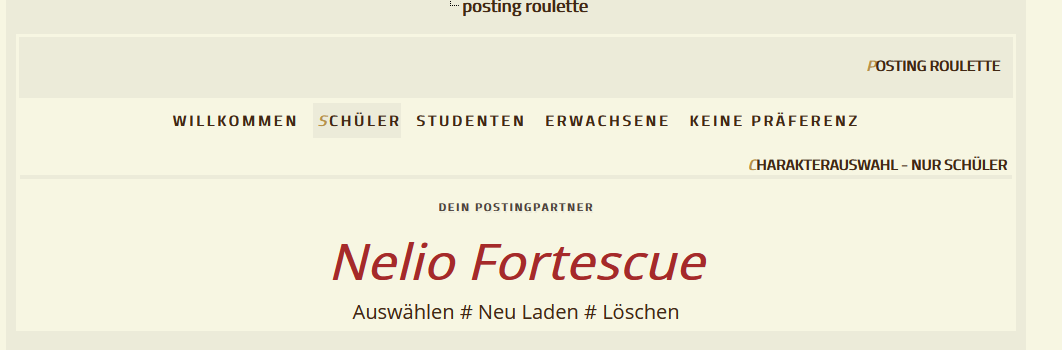 posting roulette
POSTING ROULETTE
WILLKOMMEN SCHÜLER STUDENTEN ERWACHSENE KEINE PRÄFERENZ
CHARAKTERAUSWAHL - NUR SCHÜLER
DEIN POSTINGPARTNER
Nelio Fortescue
Auswählen # Neu Laden # Löschen